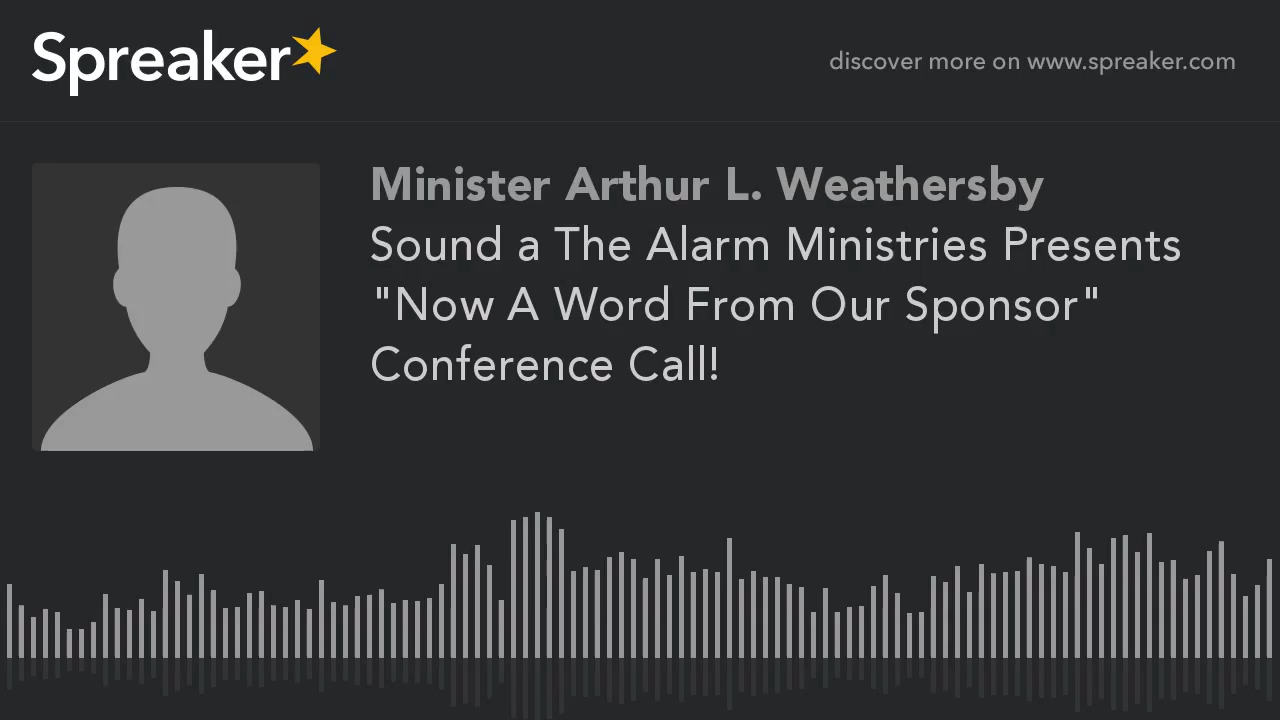 Spreaker
discover more on www.spreaker.com
Minister Arthur L. Weathersby
Sound a The Alarm Ministries Presents
"Now A Word From Our Sponsor"
Conference Call!